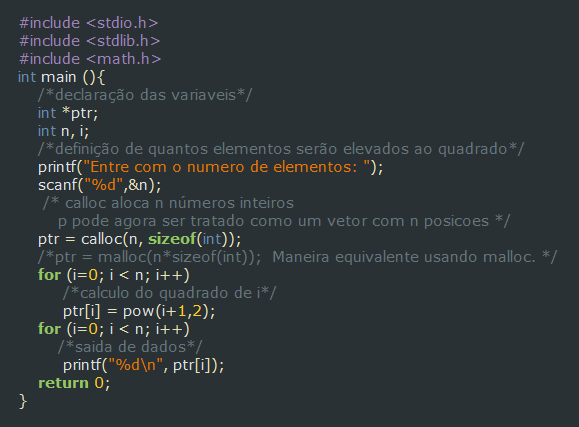 #include <stdio.h>
#include <stdlib.h>
#include <math.h>
int main (){
/*declaração das variaveis*/
int *ptr;
int n, i;
/*definição de quantos elementos serão elevados ao quadrado*/
printf("Entre com o numero de elementos: ");
scanf("%d",&n);
/* calloc aloca n números inteiros
p pode agora ser tratado como um vetor com n posicoes */
ptr = calloc(n, sizeof(int));
/*ptr = malloc(n*sizeof(int)); Maneira equivalente usando malloc. */
for (i=0; i < n; i++)
/*calculo do quadrado de i*/
ptr[i] = pow(i+1,2);
for (i=0; i < n; i++)
/*saida de dados*/
printf("%d\n", ptr[i]);
return 0;
}